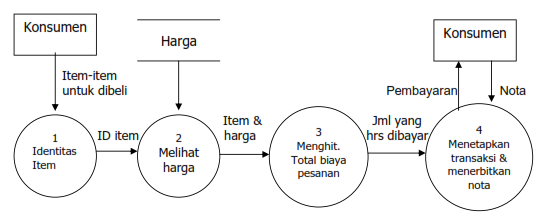 Konsumen
Harga
Konsumen
Item-item
untuk dibeli
Pembayaran
Nota
1
Identitas
Item
ID item
2
Melihat
harga
Item &
harga
3
Menghit.
Total biaya
pesanan
Jml yang
hrs dibayar
4
Menetapkan
transaksi &
menerbitkan
nota